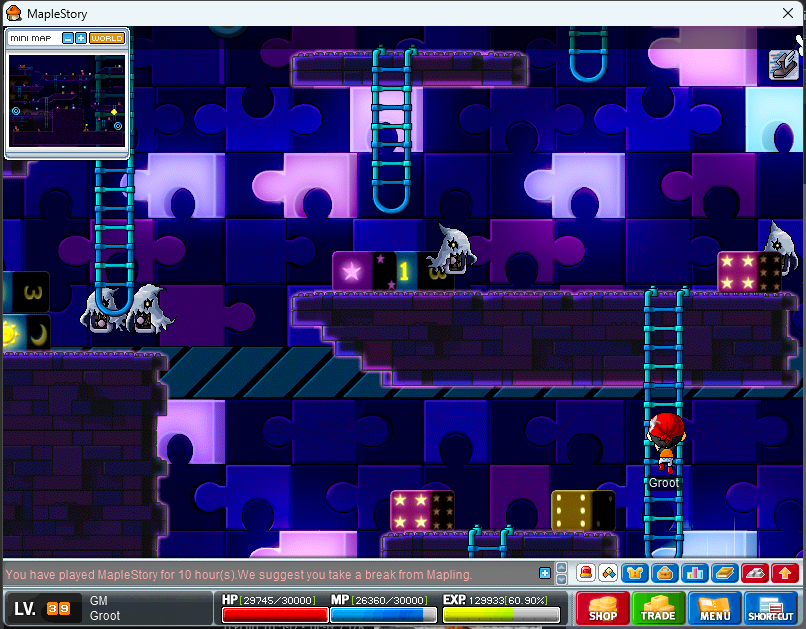 MapleStory
MINI MAP
WORLD
1
3
3
Groot
You have played MapleStory for 10 hour(s).We suggest you take a break from Mapling.
LV. 39
GM
Groot
HP[29745/30000]
MP[26360/30000]
EXP 129933[60.90%]
SHOP
TRADE
MENU
SHORTCUT